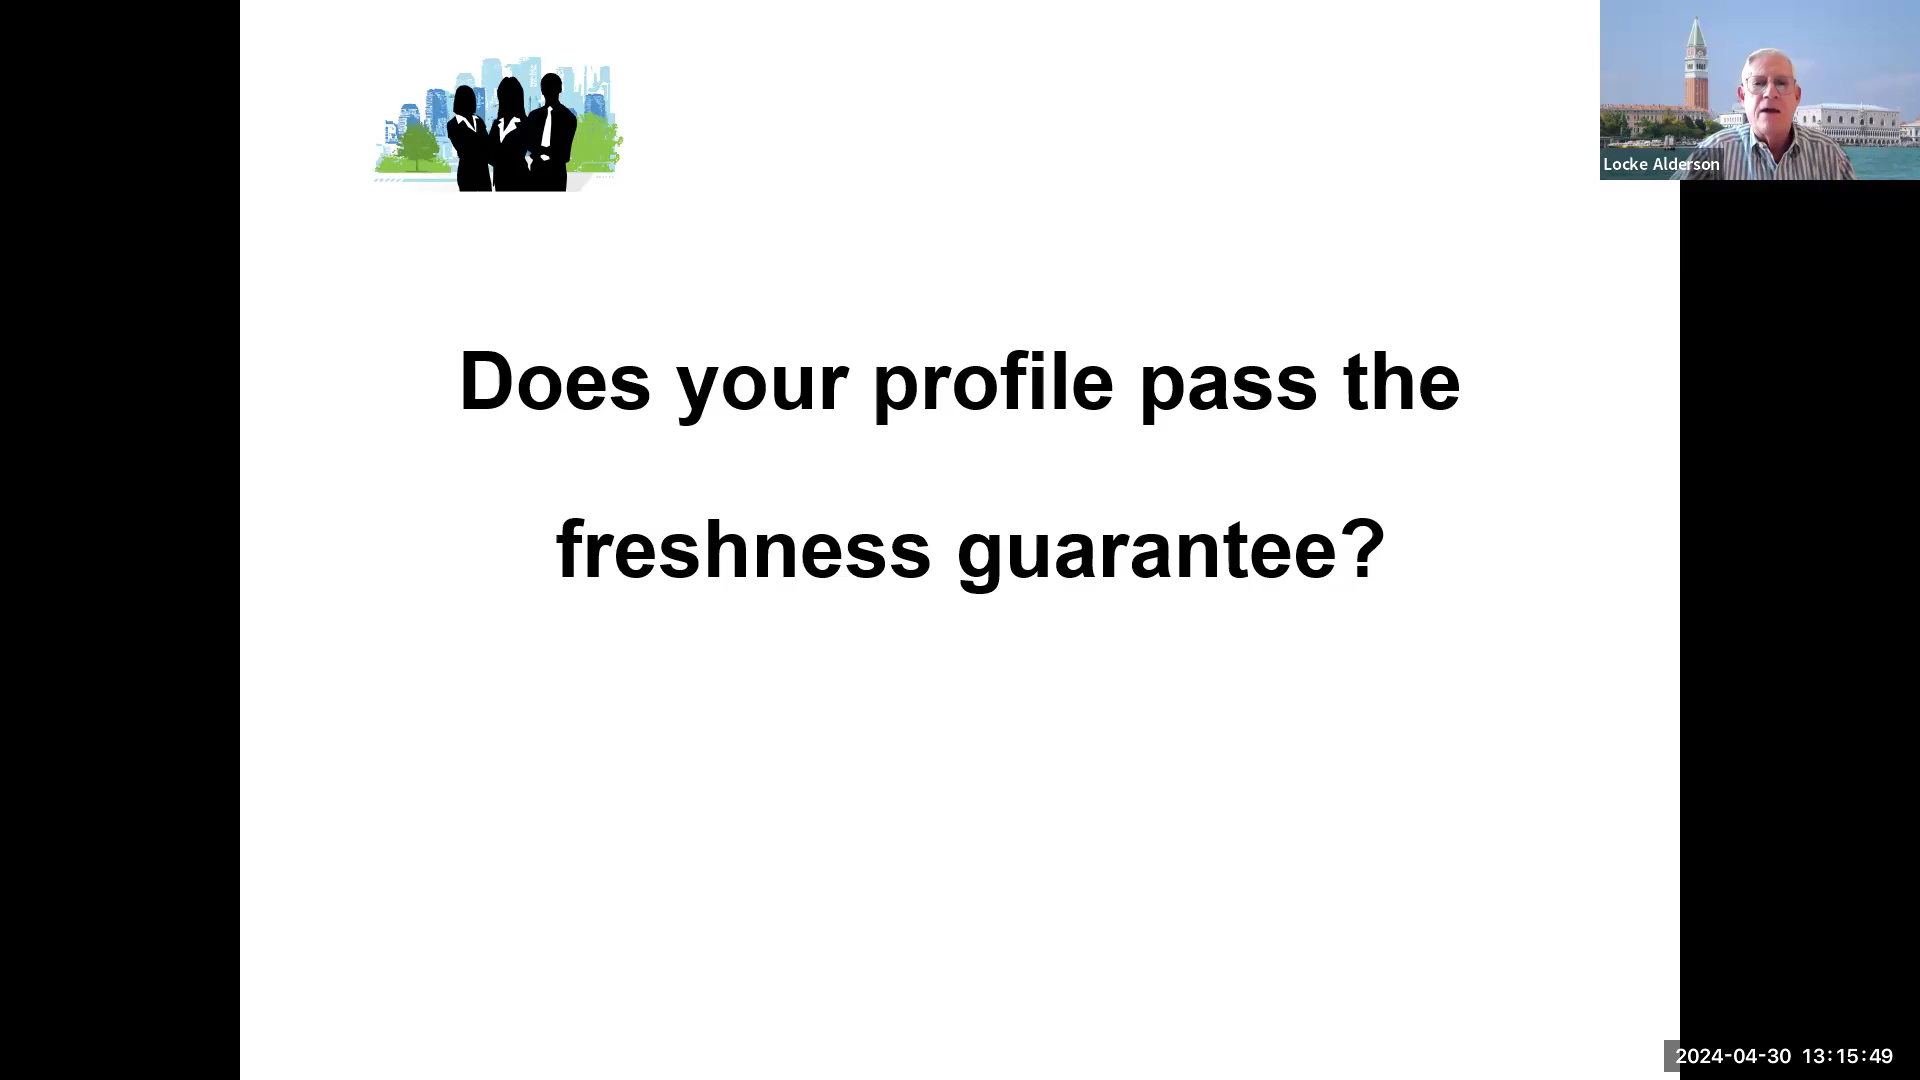 Locke Alderson
Does your profile pass the
freshness guarantee?
2024-04-30 13:15:49